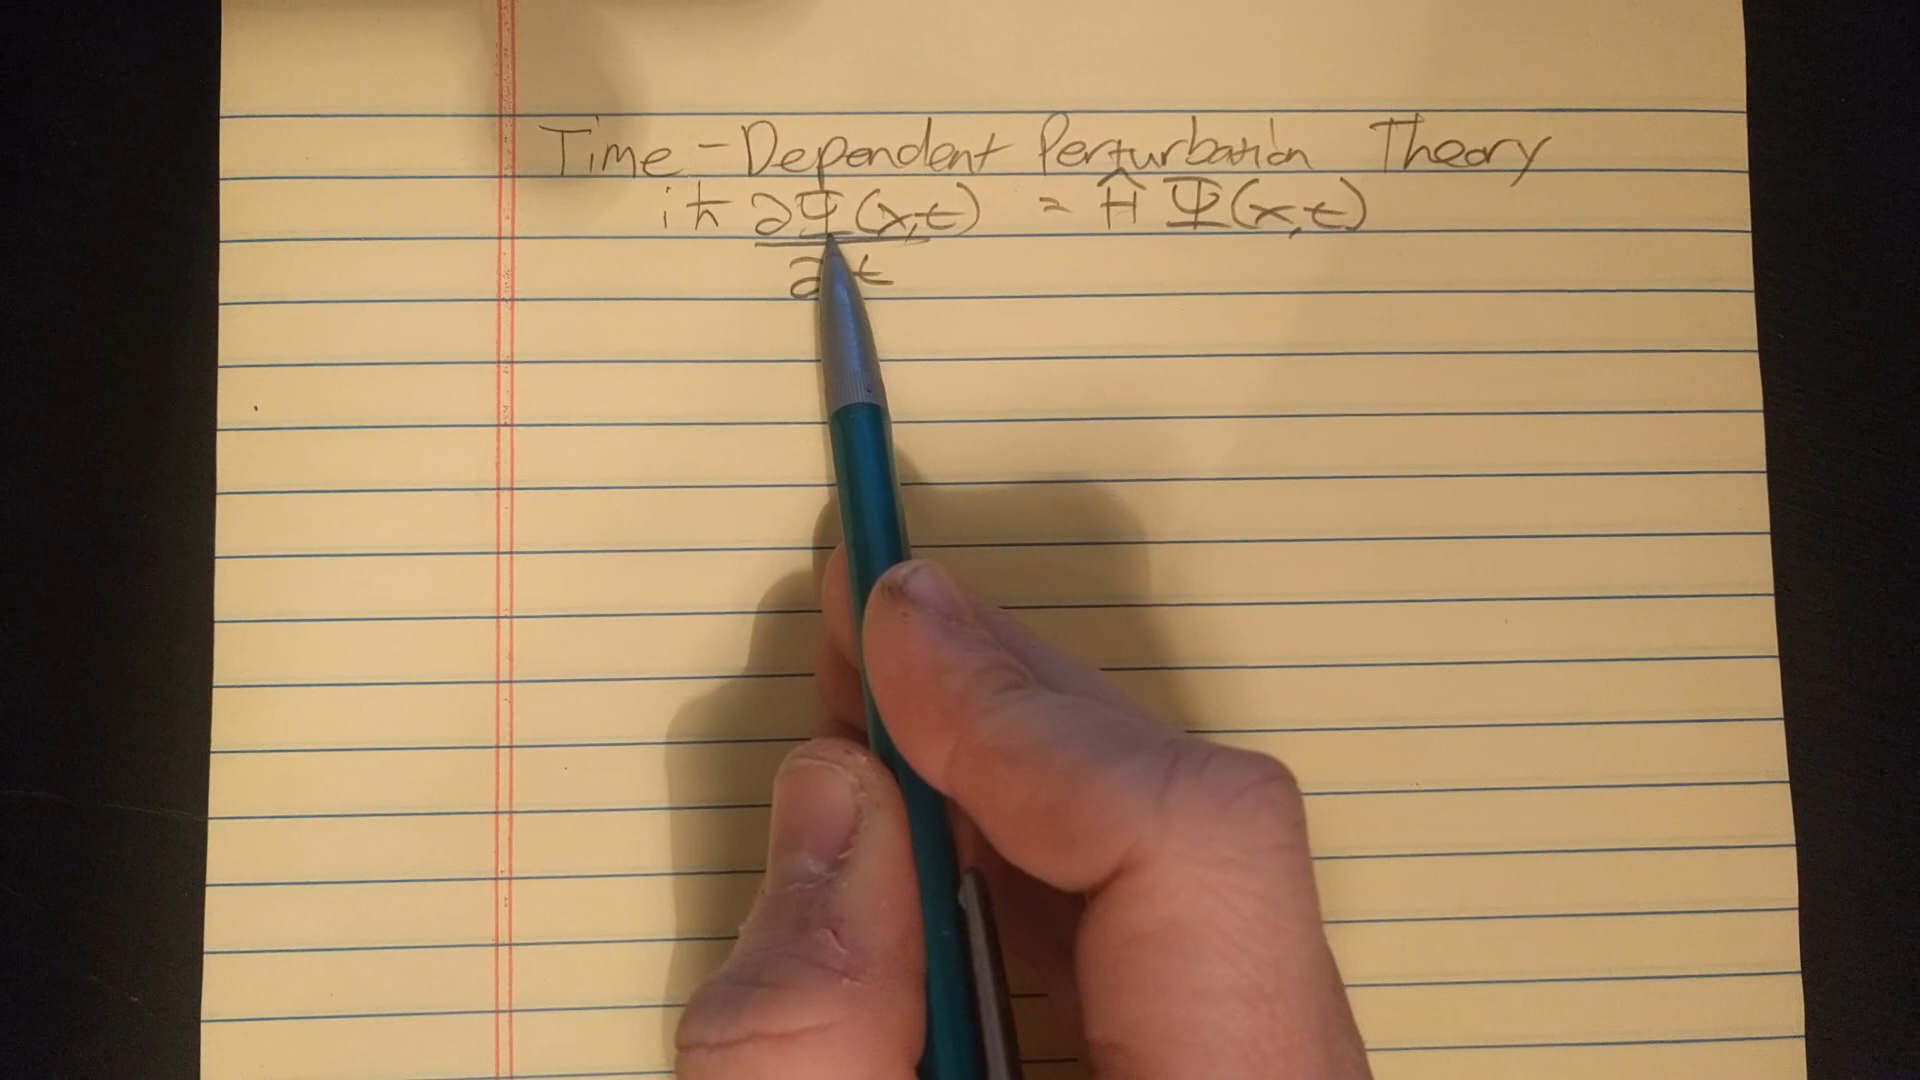 Time-Dependent Perturbation Theory
iħ ∂Ψ(x,t) = Ĥ Ψ(x,t)
∂t